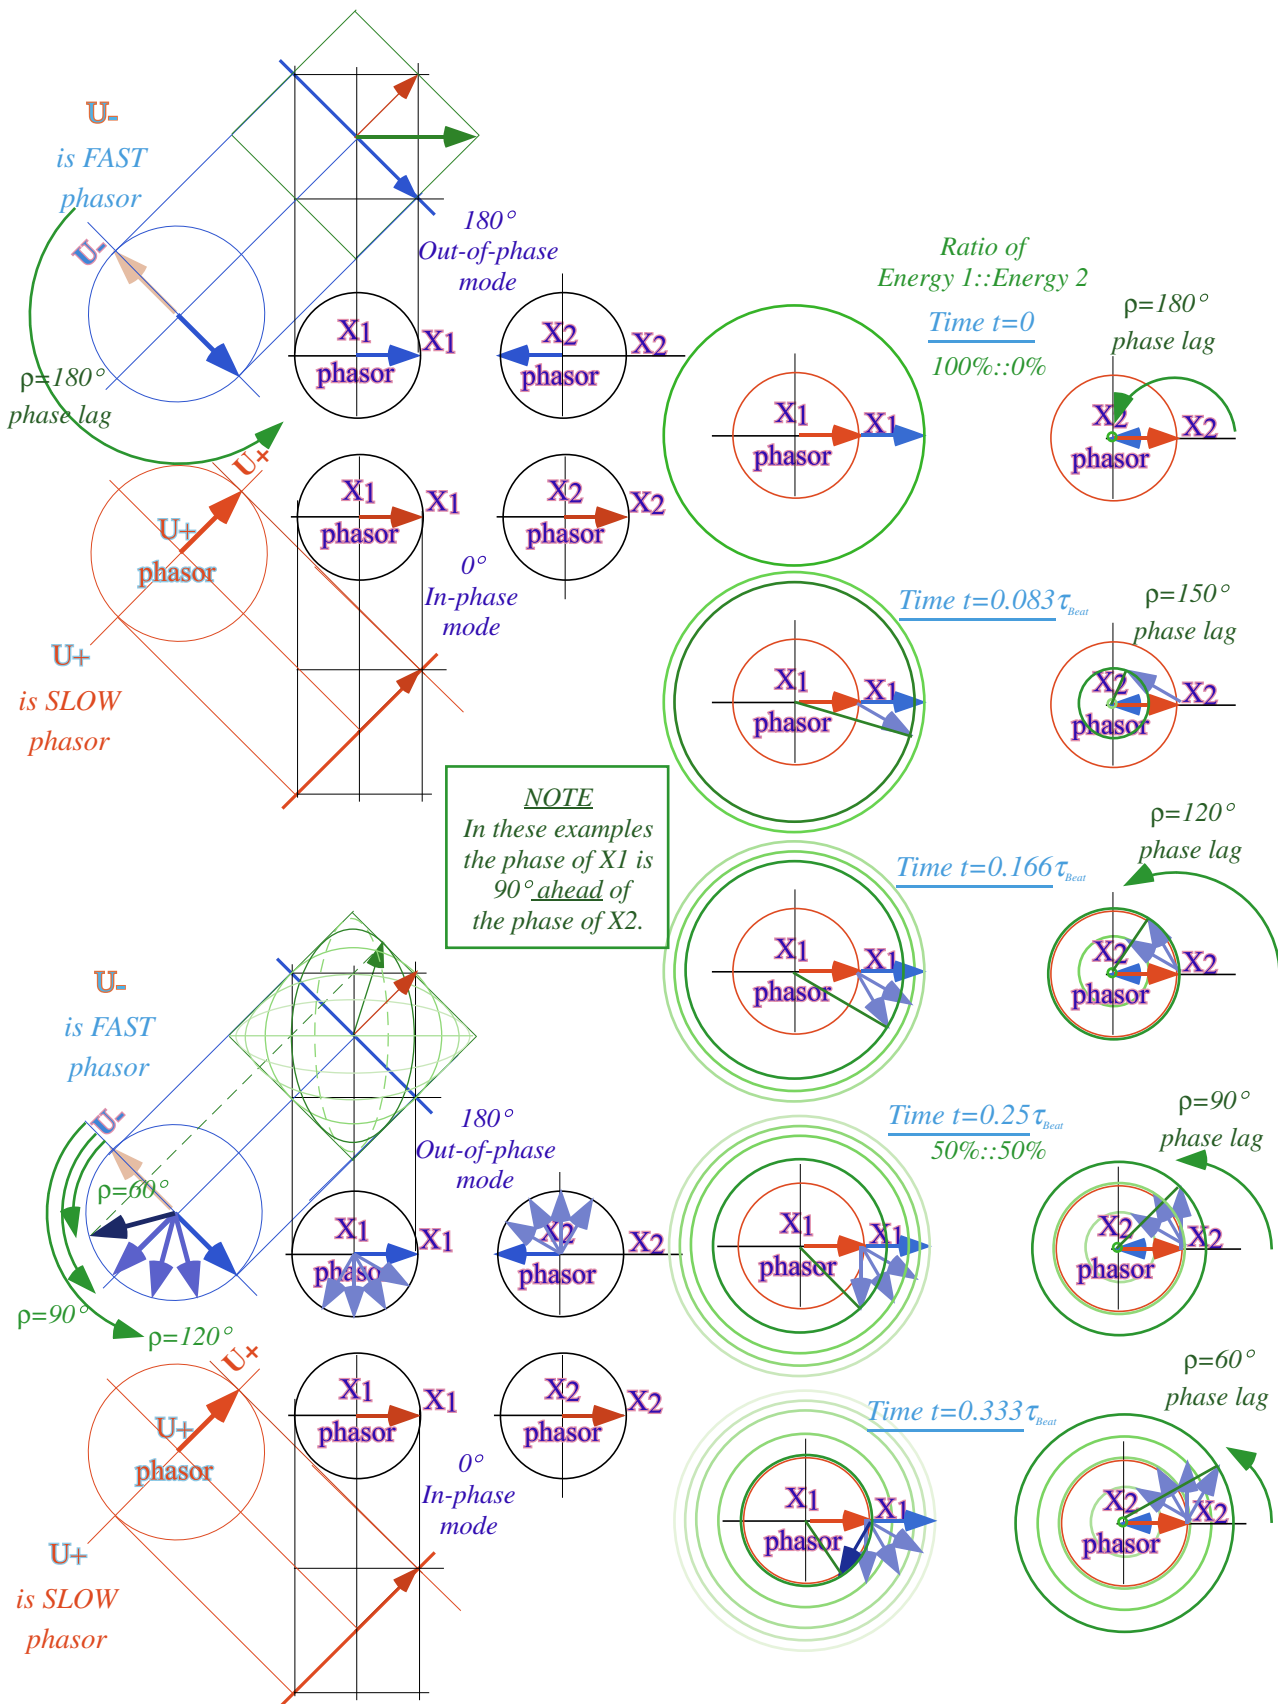 U-
is FAST
phasor
U-
ρ=180°
phase lag
180°
Out-of-phase
mode
X1
phasor
X1
X2
phasor
X2
U+
U+
phasor
U+
is SLOW
phasor
X1
phasor
X1
X2
phasor
X2
0°
In-phase
mode
Ratio of
Energy 1::Energy 2
Time t=0
100%::0%
ρ=180°
phase lag
X1
phasor
X1
X2
phasor
X2
Time t=0.083τBeat
ρ=150°
phase lag
X1
phasor
X1
X2
phasor
X2
NOTE
In these examples
the phase of X1 is
90° ahead of
the phase of X2.
Time t=0.166τBeat
ρ=120°
phase lag
X1
phasor
X1
X2
phasor
X2
U-
is FAST
phasor
U-
ρ=60°
ρ=90°
ρ=120°
180°
Out-of-phase
mode
X1
phasor
X1
X2
phasor
X2
Time t=0.25τBeat
50%::50%
ρ=90°
phase lag
X1
phasor
X1
X2
phasor
X2
U+
U+
phasor
U+
is SLOW
phasor
X1
phasor
X1
X2
phasor
X2
0°
In-phase
mode
Time t=0.333τBeat
ρ=60°
phase lag
X1
phasor
X1
X2
phasor
X2